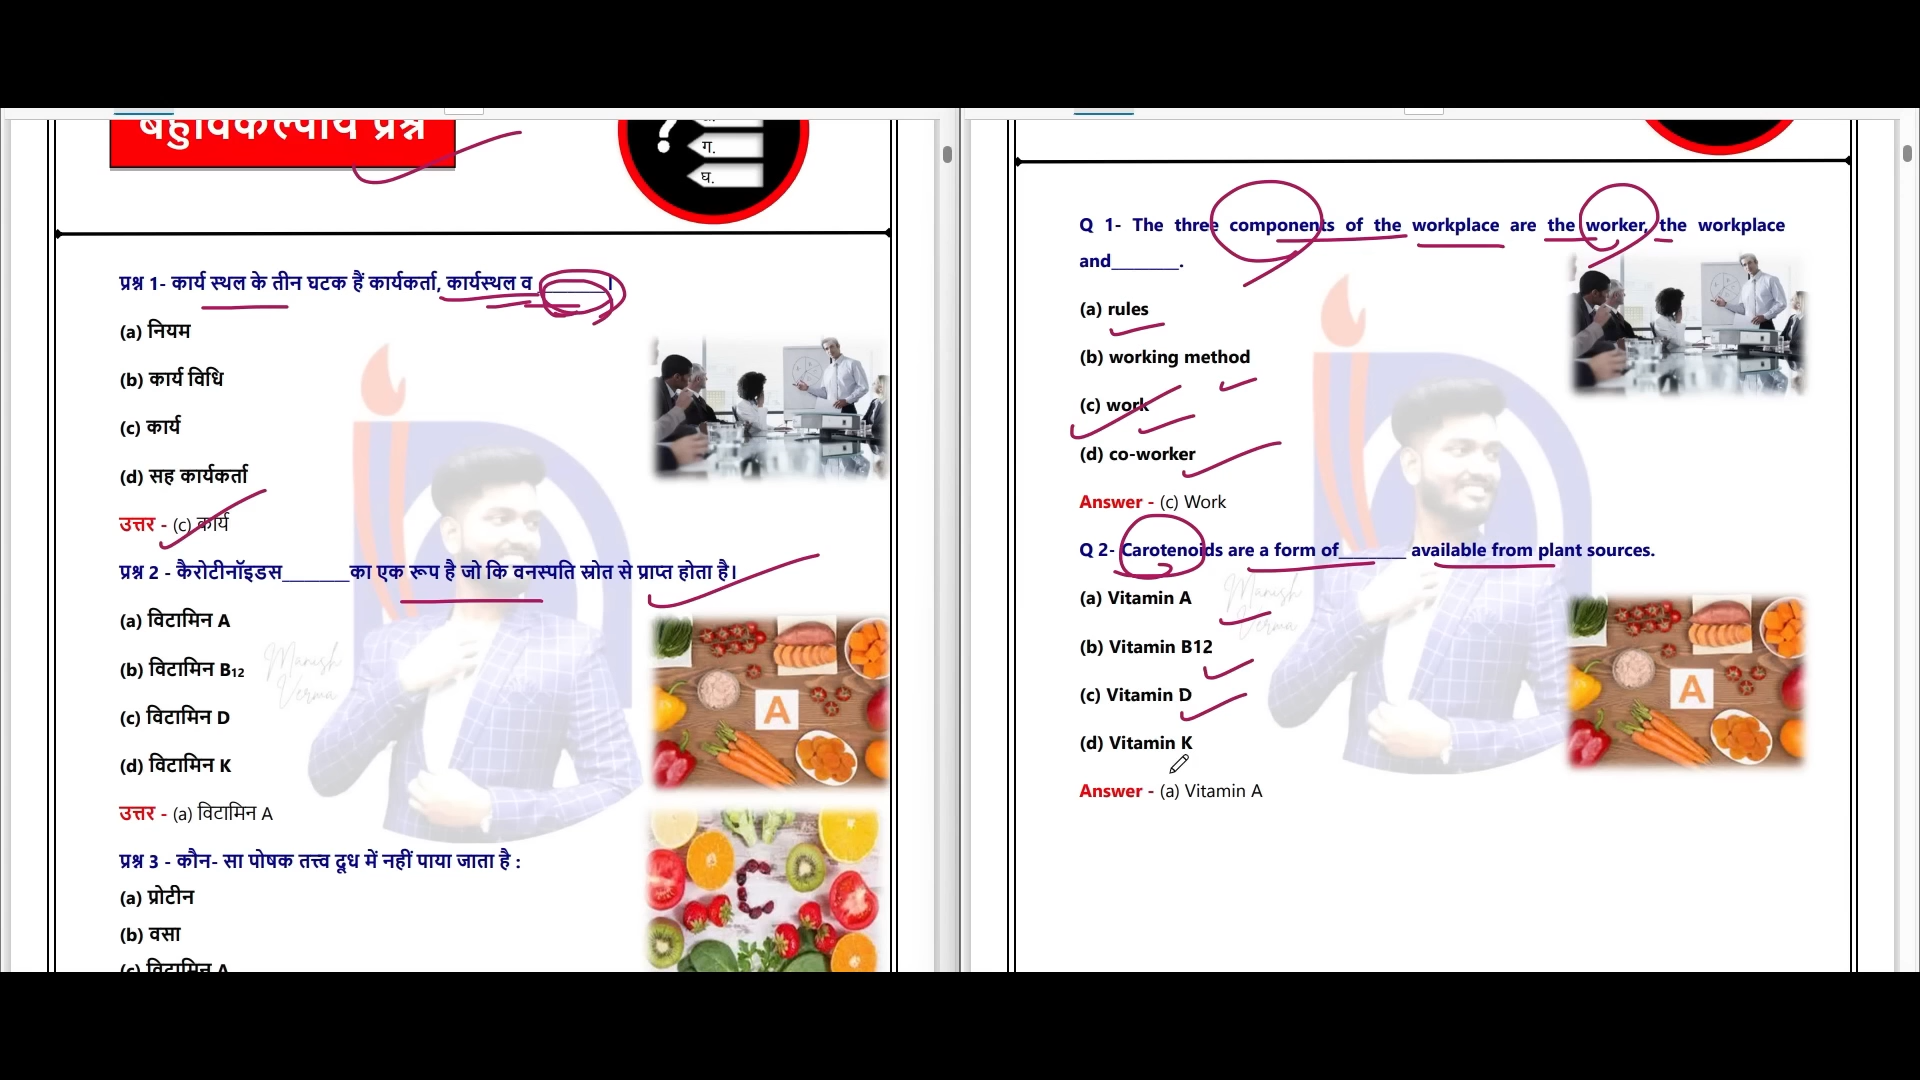 बहुविकल्पीय प्रश्न
?
ग.
घ.
प्रश्न 1- कार्य स्थल के तीन घटक हैं कार्यकर्ता, कार्यस्थल व ________।
(a) नियम
(b) कार्य विधि
(c) कार्य
(d) सह कार्यकर्ता
उत्तर - (c) कार्य
प्रश्न 2 - कैरोटीनॉइडस_______का एक रूप है जो कि वनस्पति स्रोत से प्राप्त होता है।
(a) विटामिन A
(b) विटामिन B₁₂
(c) विटामिन D
(d) विटामिन K
उत्तर - (a) विटामिन A
प्रश्न 3 - कौन- सा पोषक तत्त्व दूध में नहीं पाया जाता है :
(a) प्रोटीन
(b) वसा
(c) विटामिन A
Manish
Verma
A
C
Q 1- The three components of the workplace are the worker, the workplace
and_______.
(a) rules
(b) working method
(c) work
(d) co-worker
Answer - (c) Work
Q 2- Carotenoids are a form of_______ available from plant sources.
(a) Vitamin A
(b) Vitamin B12
(c) Vitamin D
(d) Vitamin K
Answer - (a) Vitamin A
Manish
Verma
A